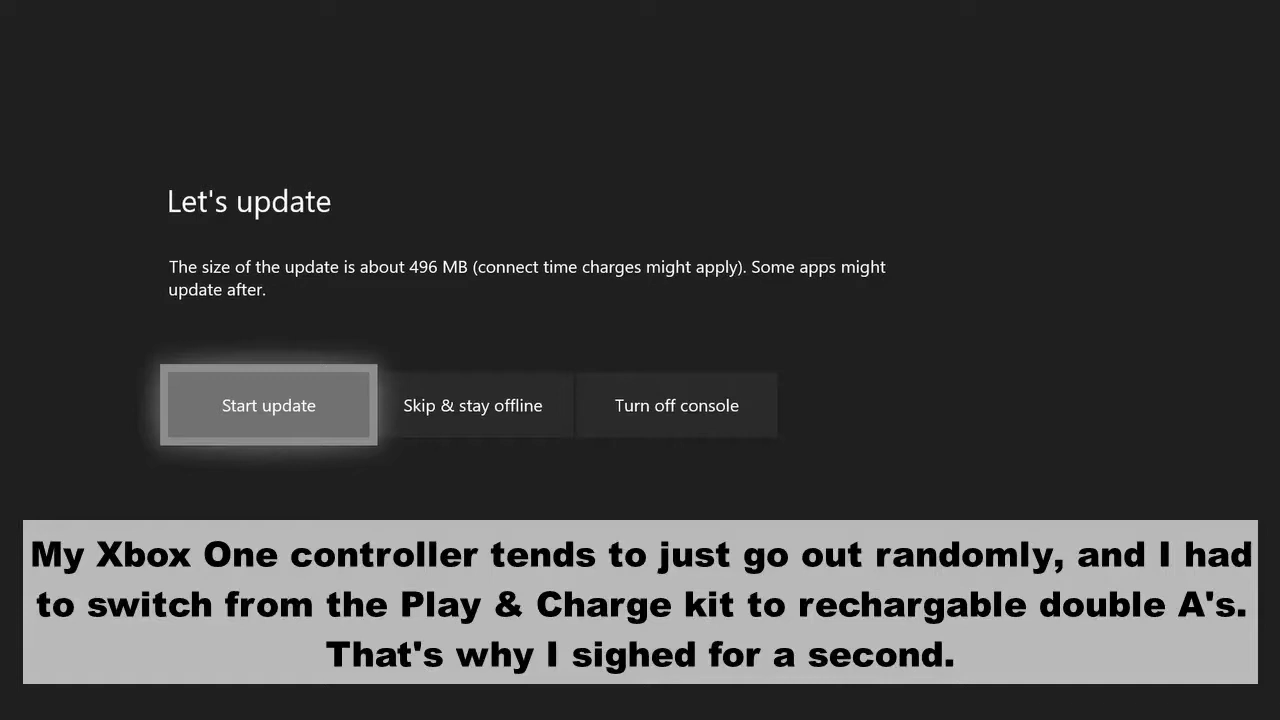 Let's update
The size of the update is about 496 MB (connect time charges might apply). Some apps might
update after.
Start update
Skip & stay offline
Turn off console
My Xbox One controller tends to just go out randomly, and I had
to switch from the Play & Charge kit to rechargable double A's.
That's why I sighed for a second.